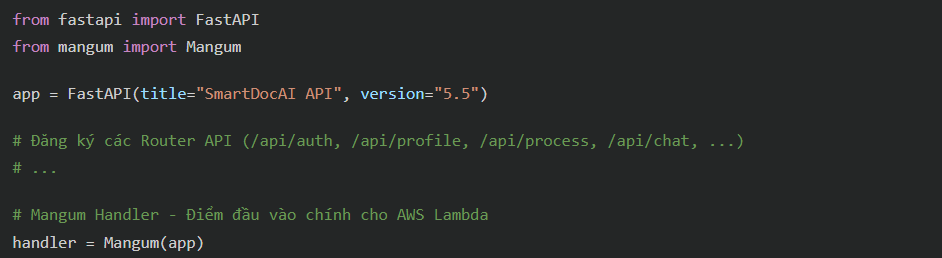 from fastapi import FastAPI
from mangum import Mangum
app = FastAPI(title="SmartDocAI API", version="5.5")
# Đăng ký các Router API (/api/auth, /api/profile, /api/process, /api/chat, ...)
# ...
# Mangum Handler - Điểm đầu vào chính cho AWS Lambda
handler = Mangum(app)